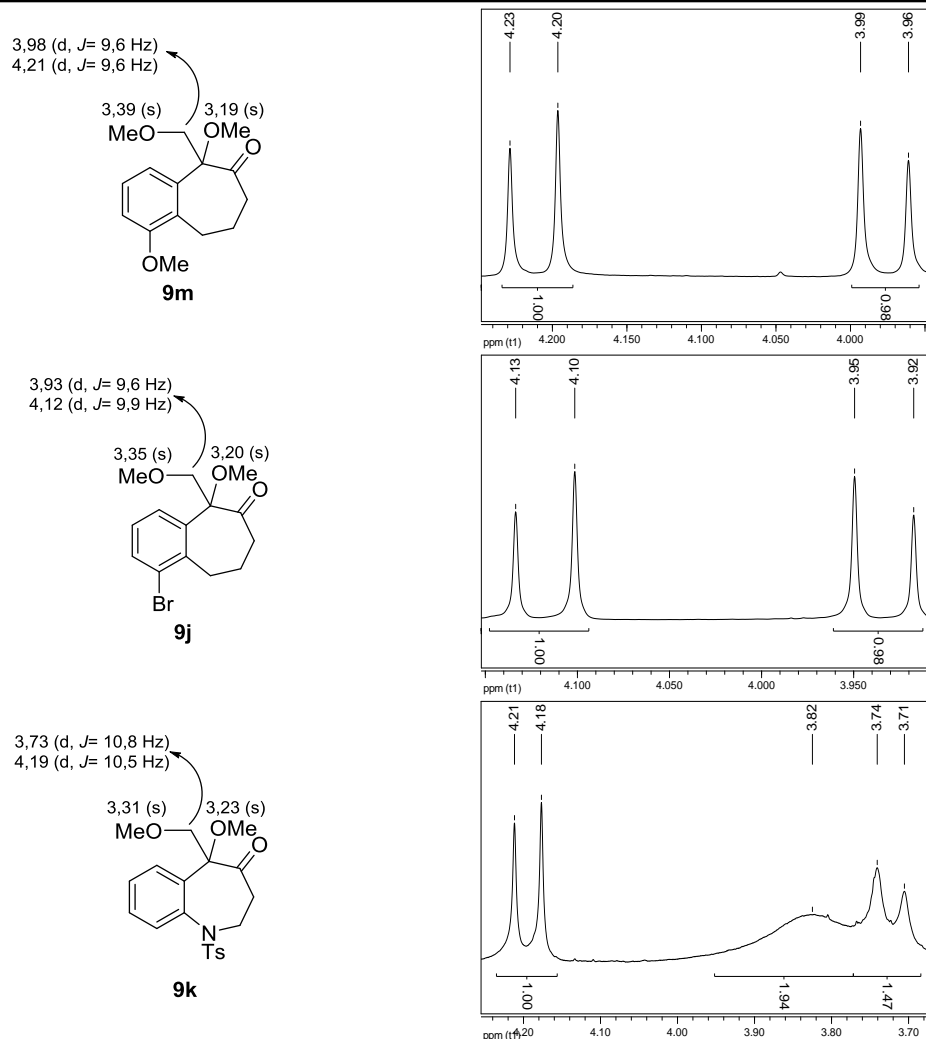 3,98 (d, J= 9,6 Hz)
4,21 (d, J= 9,6 Hz)
3,39 (s)
3,19 (s)
MeO
OMe
O
OMe
9m
4.23
4.20
3.99
3.96
1.00
0.98
ppm (t1)
4.200
4.150
4.100
4.050
4.000
3,93 (d, J= 9,6 Hz)
4,12 (d, J= 9,9 Hz)
3,35 (s)
3,20 (s)
MeO
OMe
O
Br
9j
4.13
4.10
3.95
3.92
1.00
0.98
ppm (t1)
4.100
4.050
4.000
3.950
3,73 (d, J= 10,8 Hz)
4,19 (d, J= 10,5 Hz)
3,31 (s)
3,23 (s)
MeO
OMe
O
N
Ts
9k
4.21
4.18
3.82
3.74
3.71
1.00
1.94
1.47
ppm (t1)
4.20
4.10
4.00
3.90
3.80
3.70